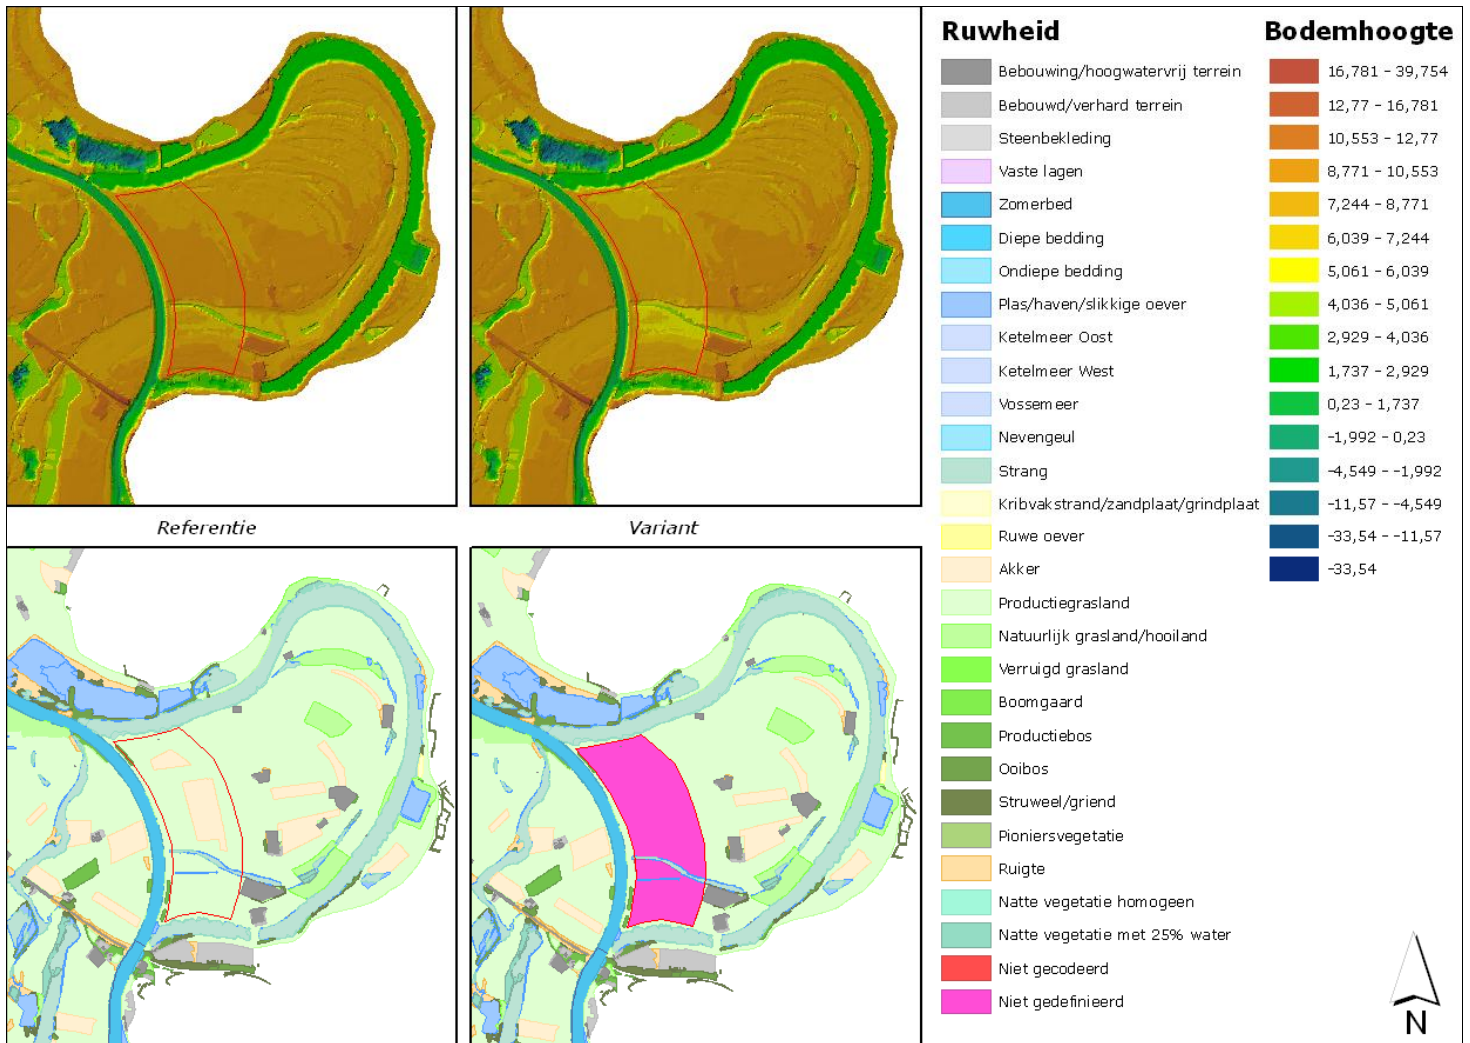 Ruwheid
Bebouwing/hoogwatervrij terrein
Bebouwd/verhard terrein
Steenbekleding
Vaste lagen
Zomerbed
Diepe bedding
Ondiepe bedding
Plas/haven/slikkige oever
Ketelmeer Oost
Ketelmeer West
Vossemeer
Nevengeul
Strang
Kribvakstrand/zandplaat/grindplaat
Ruwe oever
Akker
Productiegrasland
Natuurlijk grasland/hooiland
Verruigd grasland
Boomgaard
Productiebos
Ooibos
Struweel/griend
Pioniersvegetatie
Ruigte
Natte vegetatie homogeen
Natte vegetatie met 25% water
Niet gecodeerd
Niet gedefinieerd
Bodemhoogte
16,781 - 39,754
12,77 - 16,781
10,553 - 12,77
8,771 - 10,553
7,244 - 8,771
6,039 - 7,244
5,061 - 6,039
4,036 - 5,061
2,929 - 4,036
1,737 - 2,929
0,23 - 1,737
-1,992 - 0,23
-4,549 - -1,992
-11,57 - -4,549
-33,54 - -11,57
-33,54
Referentie
Variant
N